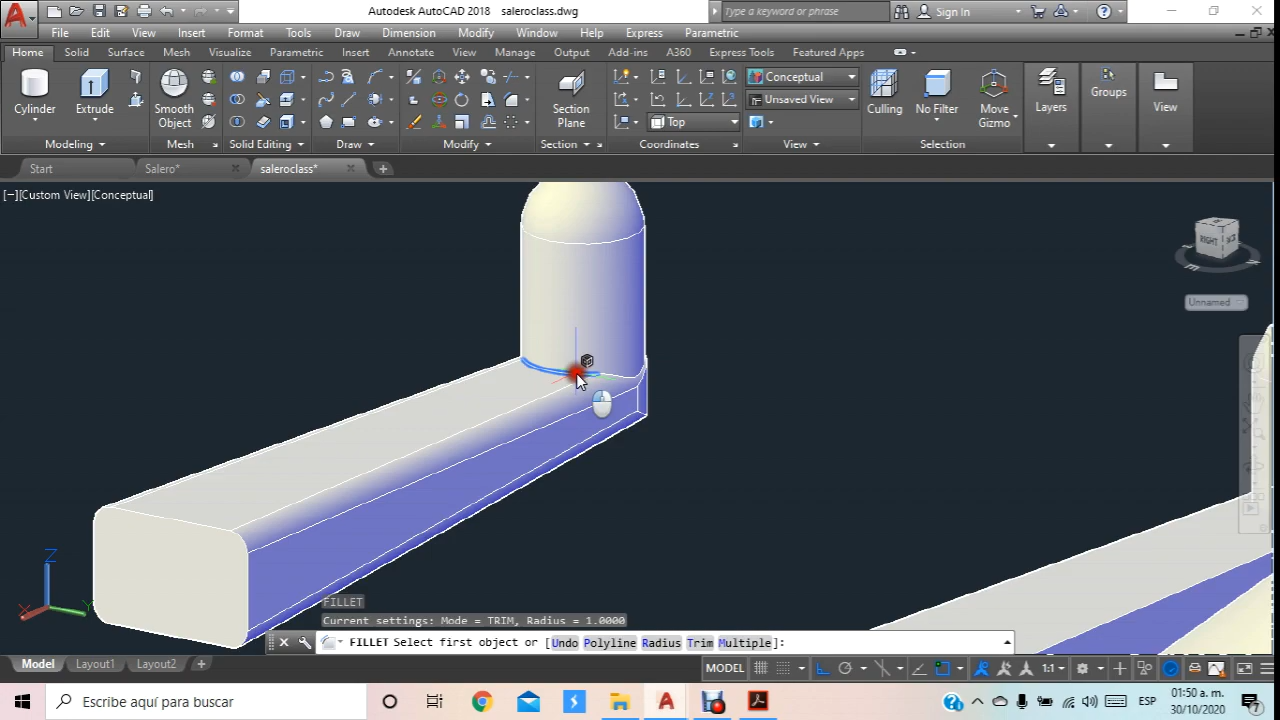 Autodesk AutoCAD 2018 saleroclass.dwg
Type a keyword or phrase
Sign In
File Edit View Insert Format Tools Draw Dimension Modify Window Help Express Parametric
Home Solid Surface Mesh Visualize Parametric Insert Annotate View Manage Output Add-ins A360 Express Tools Featured Apps
Conceptual
Unsaved View
Top
Cylinder
Extrude
Smooth
Object
Section
Plane
Culling
No Filter
Move
Gizmo
Layers
Groups
View
Modeling
Mesh
Solid Editing
Draw
Modify
Section
Coordinates
View
Selection
Start
Salero*
saleroclass*
[−][Custom View][Conceptual]
RIGHT
Unnamed
Z
X
Y
FILLET
Current settings: Mode = TRIM, Radius = 1.0000
FILLET Select first object or [Undo Polyline Radius Trim Multiple]:
Model Layout1 Layout2
MODEL
1:1
Escribe aquí para buscar
ESP
01:50 a. m.
30/10/2020
7